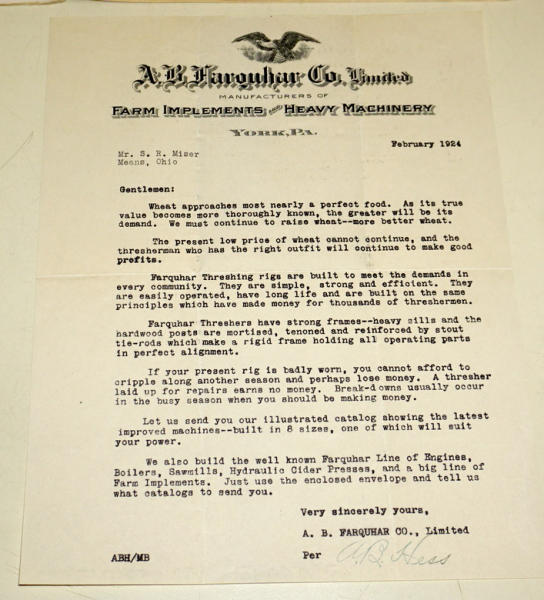 A.B. Farquhar Co. Limited
MANUFACTURERS OF
FARM IMPLEMENTS AND HEAVY MACHINERY
YORK, PA.
February 1924
Mr. S. R. Miser
Means, Ohio
Gentlemen:
Wheat approaches most nearly a perfect food. As its true
value becomes more thoroughly known, the greater will be its
demand. We must continue to raise wheat--more better wheat.
The present low price of wheat cannot continue, and the
thresherman who has the right outfit will continue to make good
profits.
Farquhar Threshing rigs are built to meet the demands in
every community. They are simple, strong and efficient. They
are easily operated, have long life and are built on the same
principles which have made money for thousands of threshermen.
Farquhar Threshers have strong frames--heavy sills and the
hardwood posts are mortised, tenoned and reinforced by stout
tie-rods which make a rigid frame holding all operating parts
in perfect alignment.
If your present rig is badly worn, you cannot afford to
cripple along another season and perhaps lose money. A thresher
laid up for repairs earns no money. Break-downs usually occur
in the busy season when you should be making money.
Let us send you our illustrated catalog showing the latest
improved machines--built in 8 sizes, one of which will suit
your power.
We also build the well known Farquhar Line of Engines,
Boilers, Sawmills, Hydraulic Cider Presses, and a big line of
Farm Implements. Just use the enclosed envelope and tell us
what catalogs to send you.
Very sincerely yours,
A. B. FARQUHAR CO., Limited
ABH/MB
Per A.B. Hess